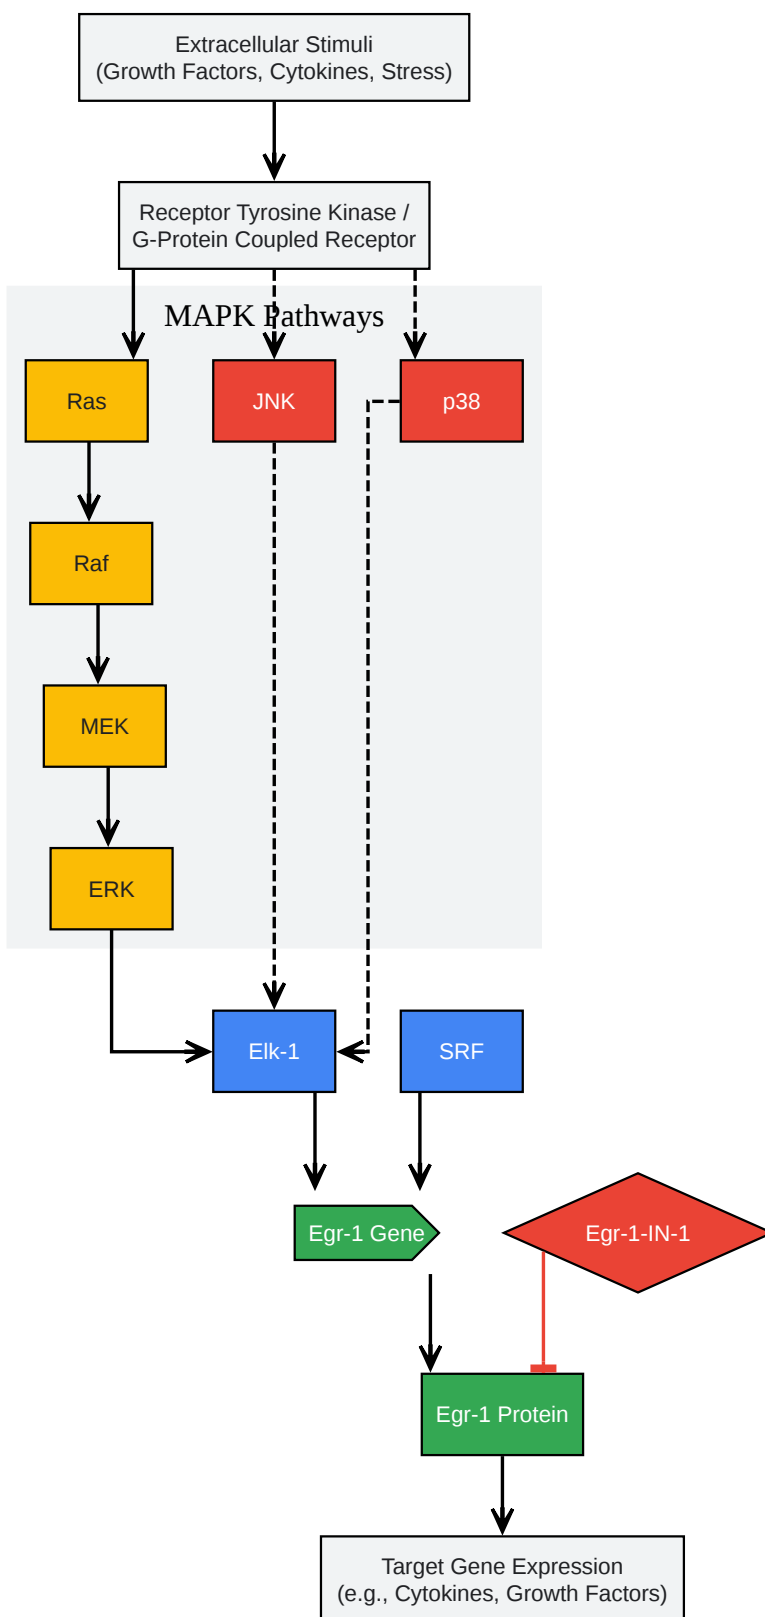 Extracellular Stimuli
(Growth Factors, Cytokines, Stress)
Receptor Tyrosine Kinase /
G-Protein Coupled Receptor
MAPK Pathways
Ras
JNK
p38
Raf
MEK
ERK
Elk-1
SRF
Egr-1 Gene
Egr-1-IN-1
Egr-1 Protein
Target Gene Expression
(e.g., Cytokines, Growth Factors)